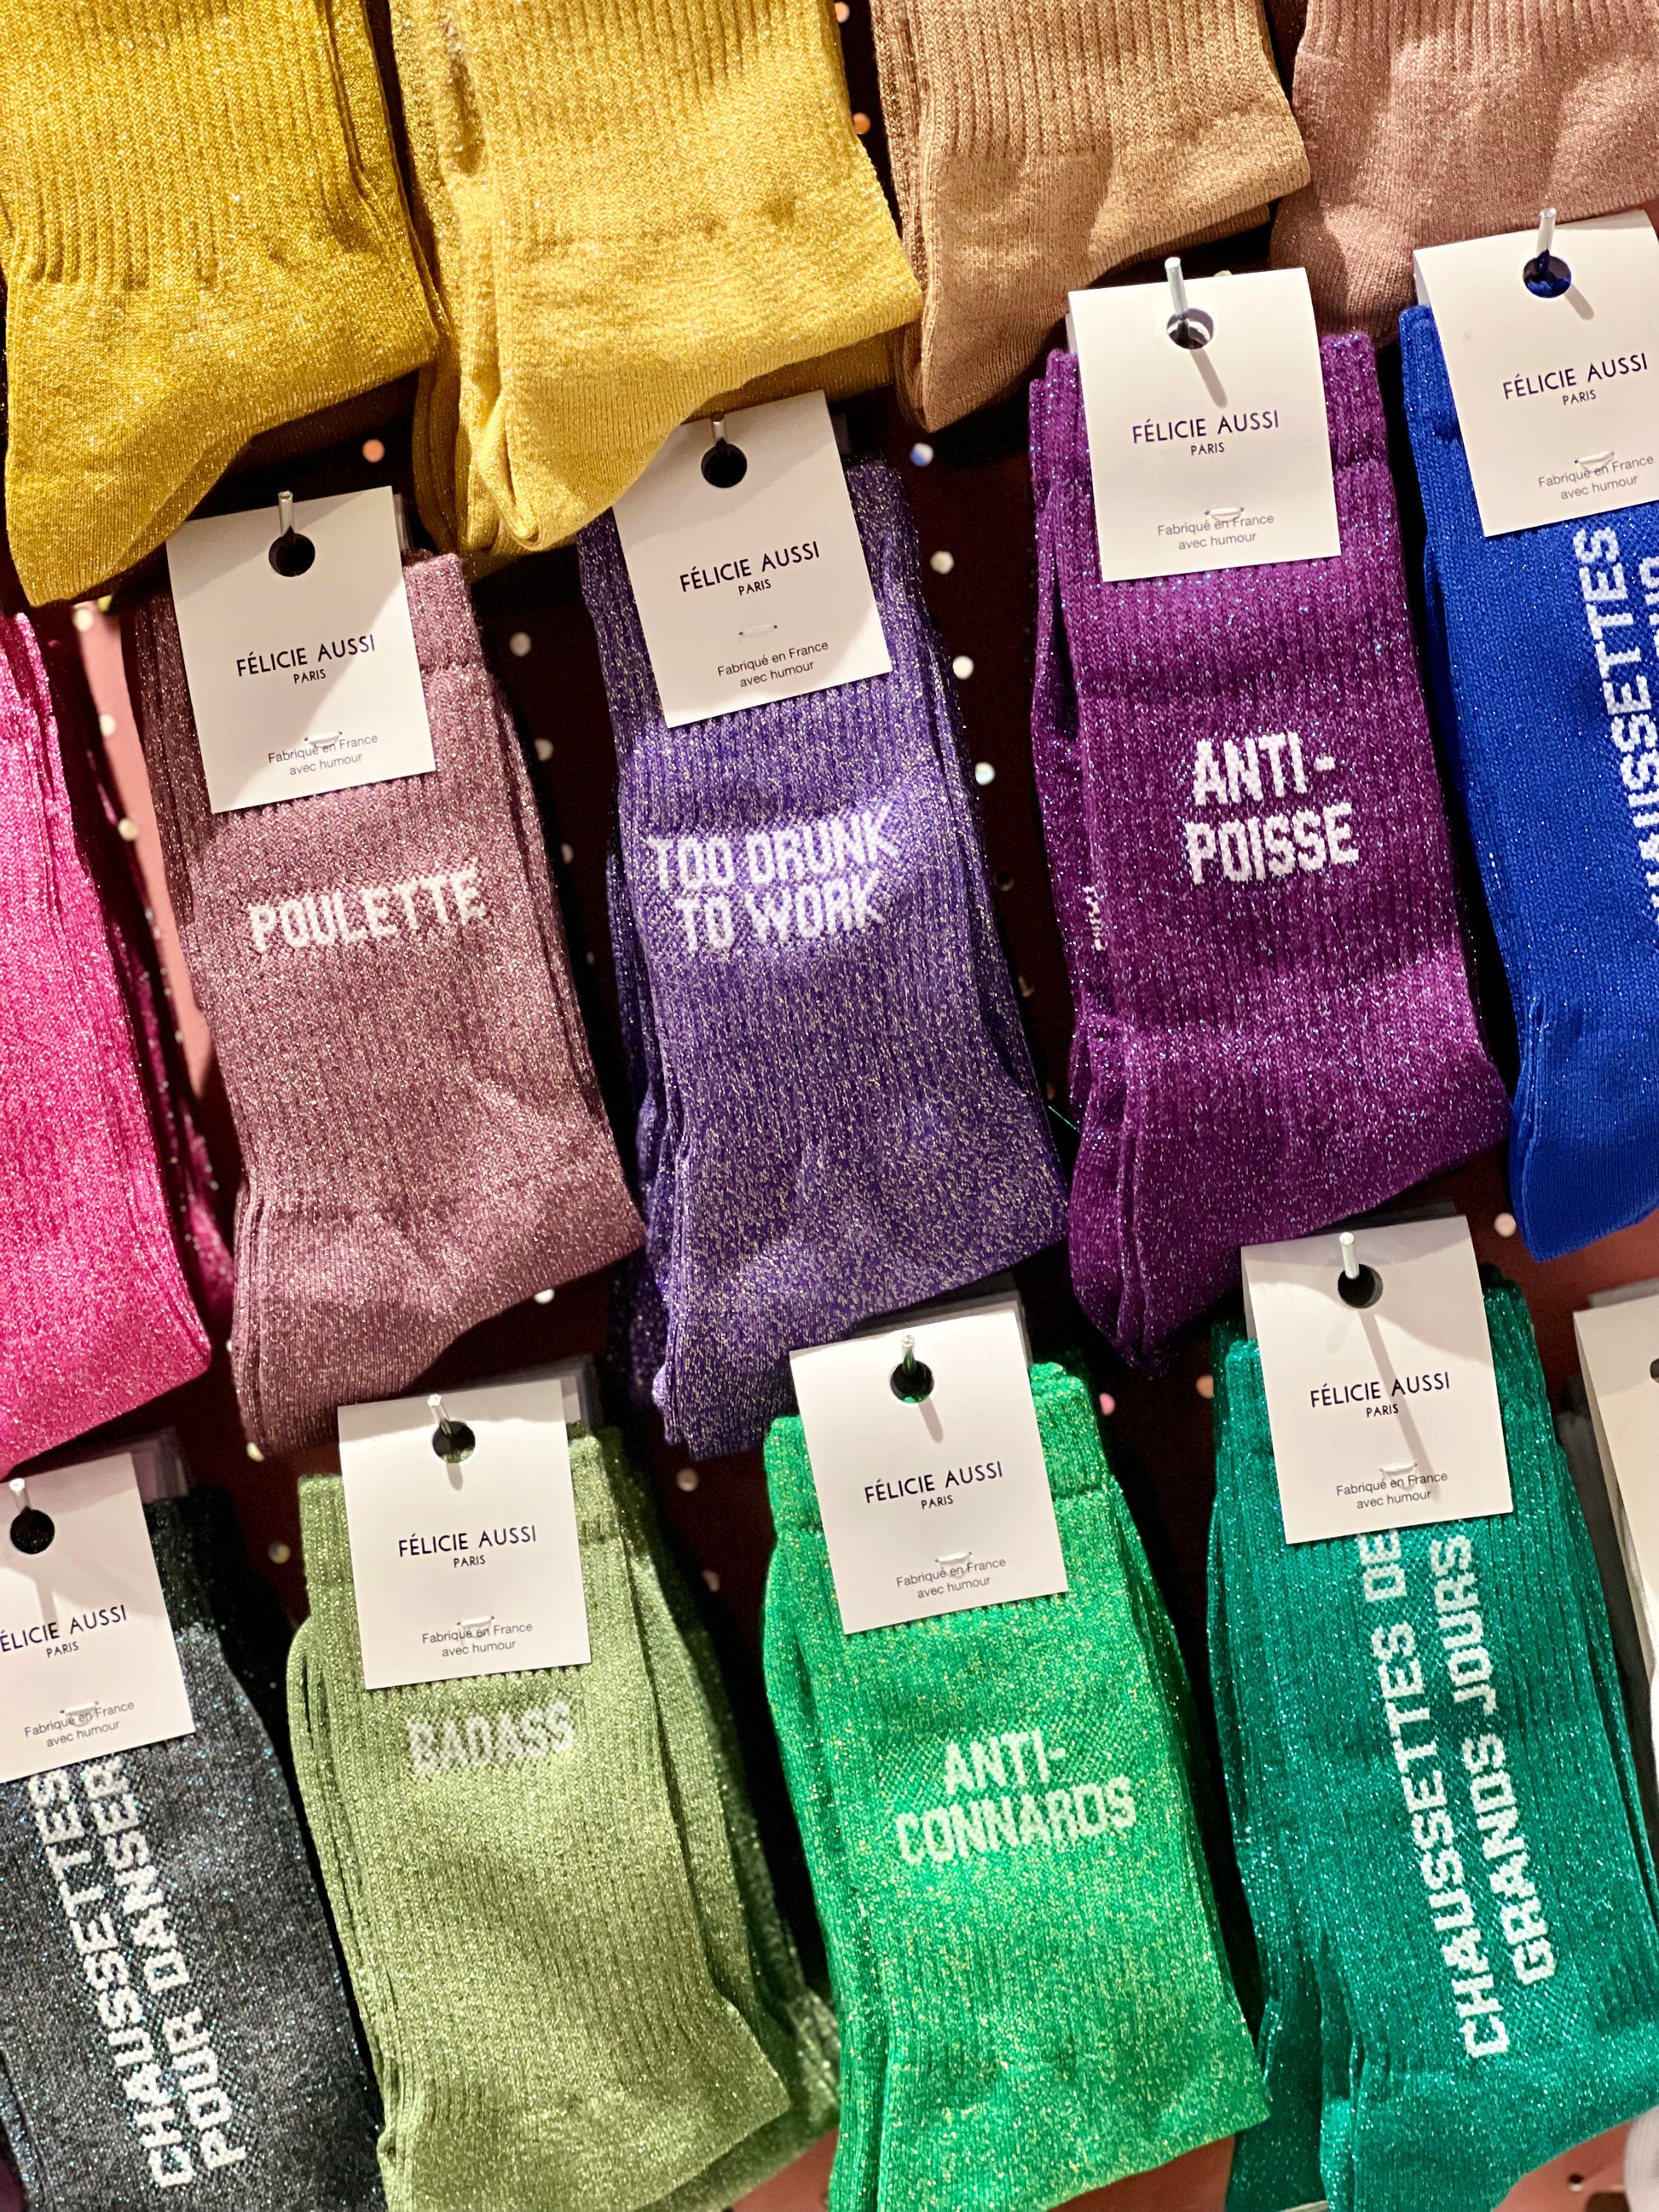 FÉLICIE AUSSI
PARIS
Fabriqué en France
avec humour
POULETTE
FÉLICIE AUSSI
PARIS
Fabriqué en France
avec humour
TOO DRUNK
TO WORK
FÉLICIE AUSSI
PARIS
Fabriqué en France
avec humour
ANTI-
POISSE
FÉLICIE AUSSI
PARIS
Fabriqué en France
avec humour
CHAUSSETTES
ÉLICIE AUSSI
PARIS
Fabriqué en France
avec humour
CHAUSSETTES
POUR DANSER
FÉLICIE AUSSI
PARIS
Fabriqué en France
avec humour
BADASS
FÉLICIE AUSSI
PARIS
Fabriqué en France
avec humour
ANTI-
CONNARDS
FÉLICIE AUSSI
PARIS
Fabriqué en France
avec humour
CHAUSSETTES DE
GRANDS JOURS